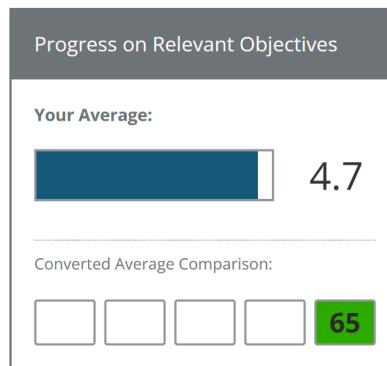 Progress on Relevant Objectives
Your Average:
4.7
Converted Average Comparison:
65